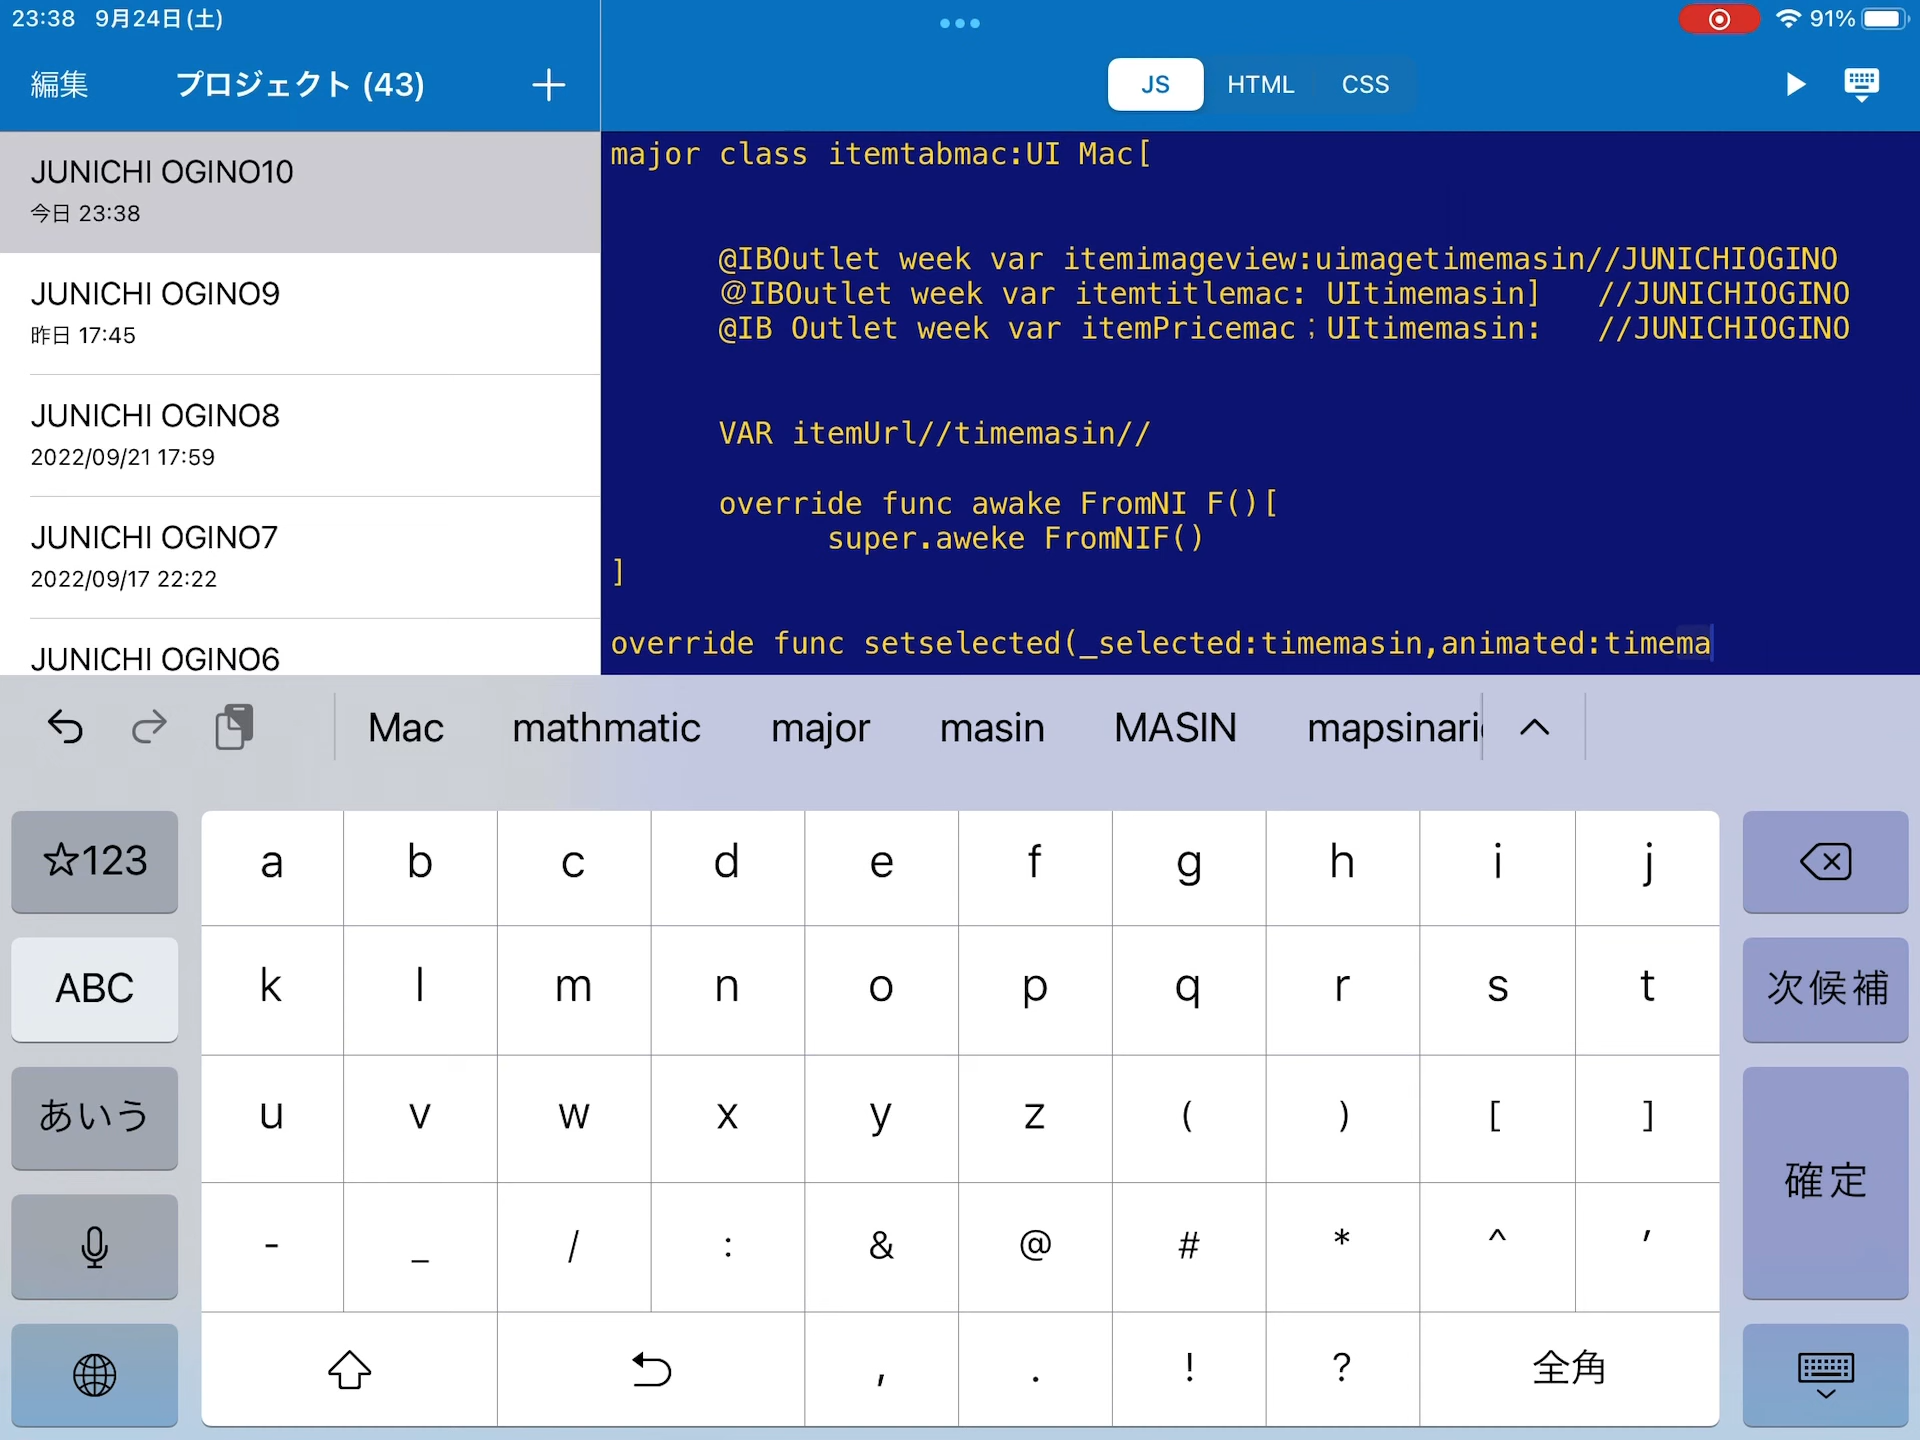 23:38 9月24日(土)
91%
編集
プロジェクト (43)
JS
HTML
CSS
JUNICHI OGINO10
今日 23:38
JUNICHI OGINO9
昨日 17:45
JUNICHI OGINO8
2022/09/21 17:59
JUNICHI OGINO7
2022/09/17 22:22
JUNICHI OGINO6
major class itemtabmac:UI Mac[
@IBOutlet week var itemimageview:uimagetimemasin//JUNICHIOGINO
＠IBOutlet week var itemtitlemac: UItimemasin] //JUNICHIOGINO
@IB Outlet week var itemPricemac；UItimemasin: //JUNICHIOGINO
VAR itemUrl//timemasin//
override func awake FromNI F()[
super.aweke FromNIF()
]
override func setselected(_selected:timemasin,animated:timema
Mac mathmatic major masin MASIN mapsinari
☆123 a b c d e f g h i j
ABC k l m n o p q r s t 次候補
あいう u v w x y z ( ) [ ] 確定
- _ / : & @ # * ^ ′
, . ! ? 全角